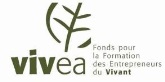 vivea
Fonds pour
la Formation
des Entrepreneurs
du Vivant